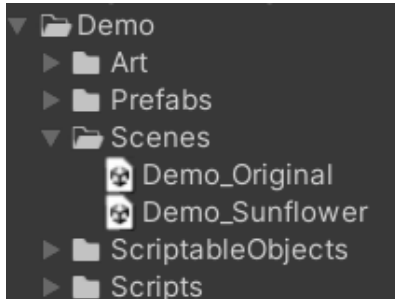 Demo
Art
Prefabs
Scenes
Demo_Original
Demo_Sunflower
ScriptableObjects
Scripts